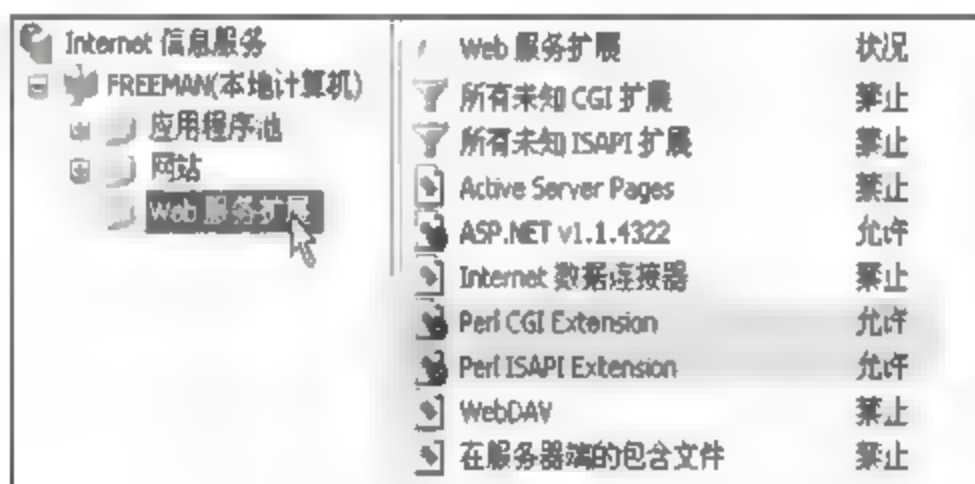 Internet 信息服务
FREEMAN(本地计算机)
应用程序池
网站
Web 服务扩展
Web 服务扩展 状况
所有未知 CGI 扩展 禁止
所有未知 ISAPI 扩展 禁止
Active Server Pages 禁止
ASP.NET v1.1.4322 允许
Internet 数据连接器 禁止
Perl CGI Extension 允许
Perl ISAPI Extension 允许
WebDAV 禁止
在服务器端的包含文件 禁止